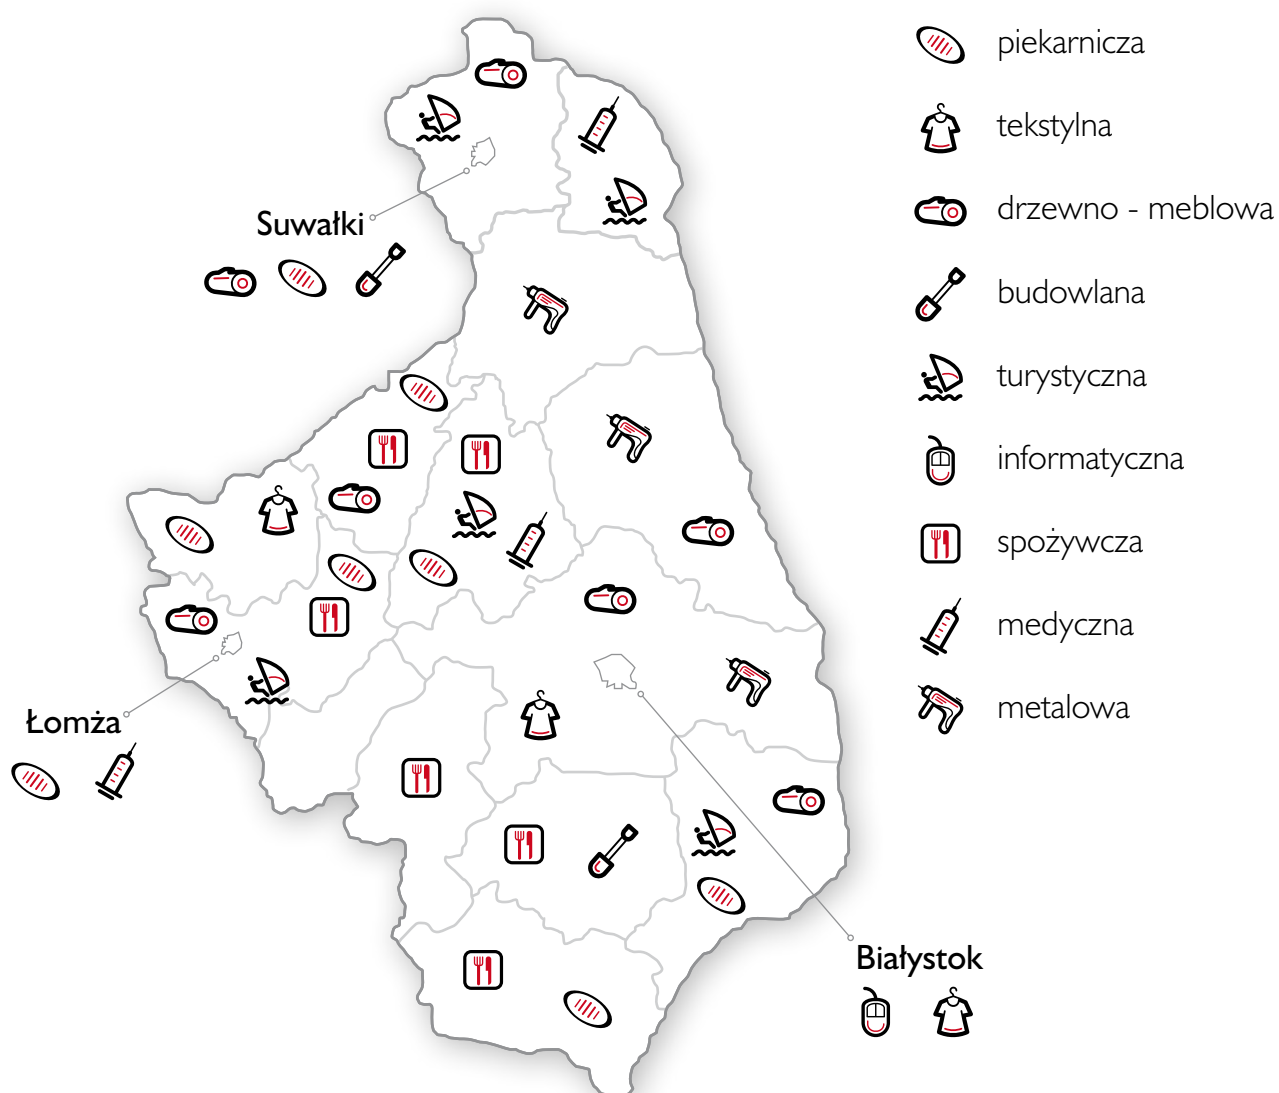 piekarnicza
tekstylna
drzewno - meblowa
budowlana
turystyczna
informatyczna
spożywcza
medyczna
metalowa
Suwałki
Łomża
Białystok